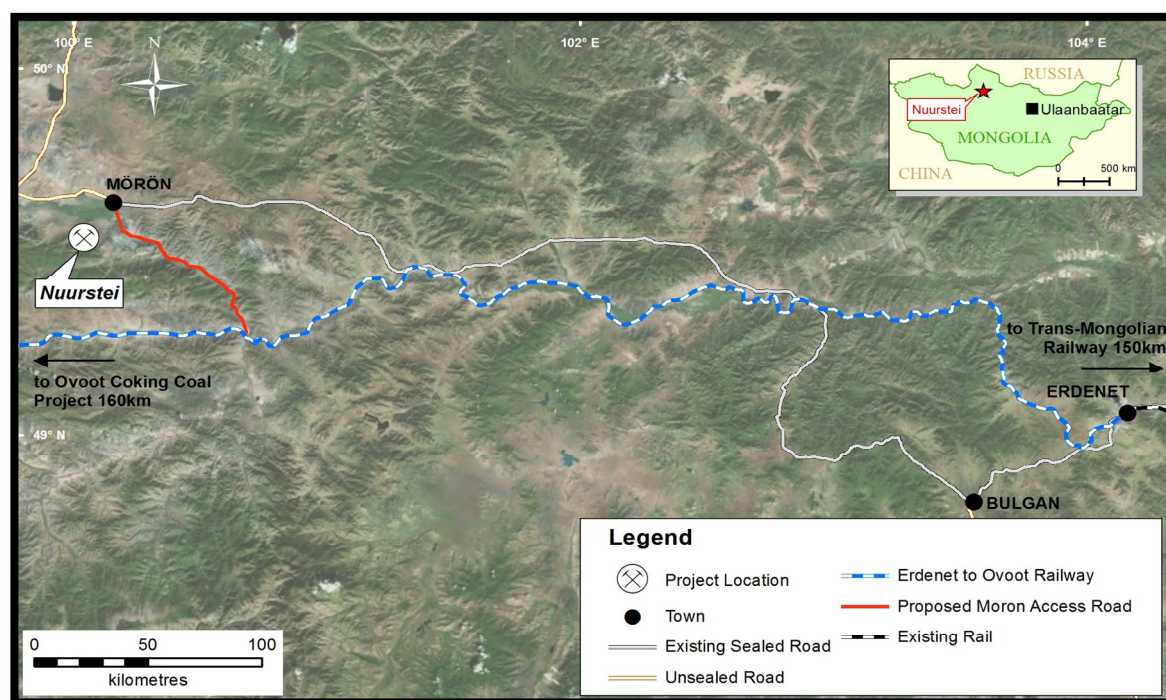 100° E
102° E
104° E
50° N
N
MÖRÖN
Nuurstei
RUSSIA
Nuurstei
Ulaanbaatar
MONGOLIA
CHINA
0 500 km
to Ovoot Coking Coal
Project 160km
to Trans-Mongolian
Railway 150km
ERDENET
49° N
BULGAN
Legend
Project Location
Town
Existing Sealed Road
Unsealed Road
Erdenet to Ovoot Railway
Proposed Moron Access Road
Existing Rail
0 50 100
kilometres